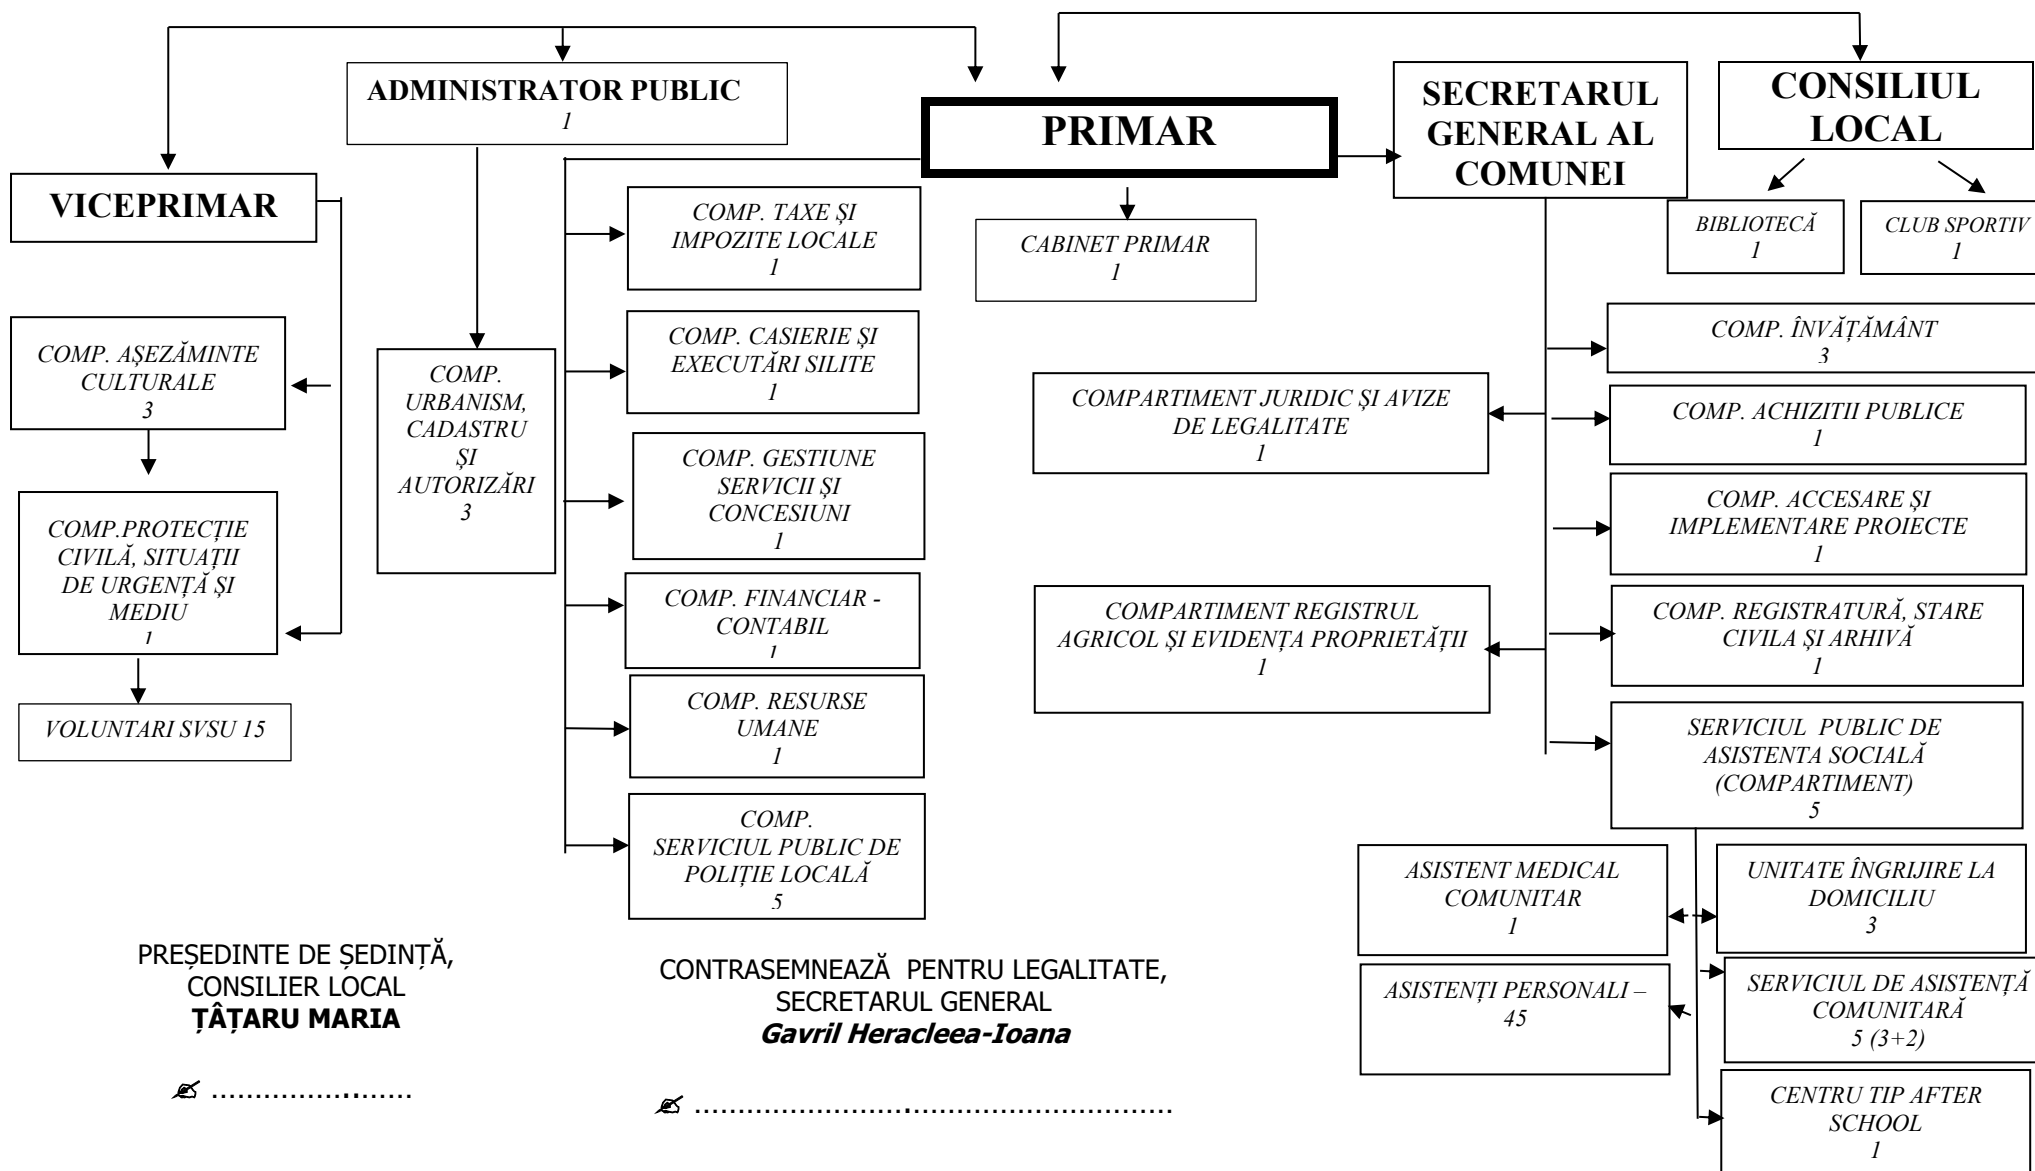 ADMINISTRATOR PUBLIC
1
PRIMAR
SECRETARUL
GENERAL AL
COMUNEI
CONSILIUL
LOCAL
VICEPRIMAR
COMP. TAXE ȘI
IMPOZITE LOCALE
1
CABINET PRIMAR
1
BIBLIOTECĂ
1
CLUB SPORTIV
1
COMP. AȘEZĂMINTE
CULTURALE
3
COMP.
URBANISM,
CADASTRU
ȘI
AUTORIZĂRI
3
COMP. CASIERIE ȘI
EXECUTĂRI SILITE
1
COMP. ÎNVĂȚĂMÂNT
3
COMPARTIMENT JURIDIC ȘI AVIZE
DE LEGALITATE
1
COMP. ACHIZITII PUBLICE
1
COMP. GESTIUNE
SERVICII ȘI
CONCESIUNI
1
COMP. ACCESARE ȘI
IMPLEMENTARE PROIECTE
1
COMP.PROTECȚIE
CIVILĂ, SITUAȚII
DE URGENȚĂ ȘI
MEDIU
1
COMP. FINANCIAR -
CONTABIL
1
COMPARTIMENT REGISTRUL
AGRICOL ȘI EVIDENȚA PROPRIETĂȚII
1
COMP. REGISTRATURĂ, STARE
CIVILA ȘI ARHIVĂ
1
VOLUNTARI SVSU 15
COMP. RESURSE
UMANE
1
SERVICIUL  PUBLIC DE
ASISTENTA SOCIALĂ
(COMPARTIMENT)
5
COMP.
SERVICIUL PUBLIC DE
POLIȚIE LOCALĂ
5
ASISTENT MEDICAL
COMUNITAR
1
UNITATE ÎNGRIJIRE LA
DOMICILIU
3
ASISTENȚI PERSONALI –
45
SERVICIUL DE ASISTENȚĂ
COMUNITARĂ
5 (3+2)
CENTRU TIP AFTER
SCHOOL
1
PREȘEDINTE DE ȘEDINȚĂ,
CONSILIER LOCAL
ȚÂȚARU MARIA
✍ ........................
CONTRASEMNEAZĂ  PENTRU LEGALITATE,
SECRETARUL GENERAL
Gavril Heracleea-Ioana
✍ ......................................................